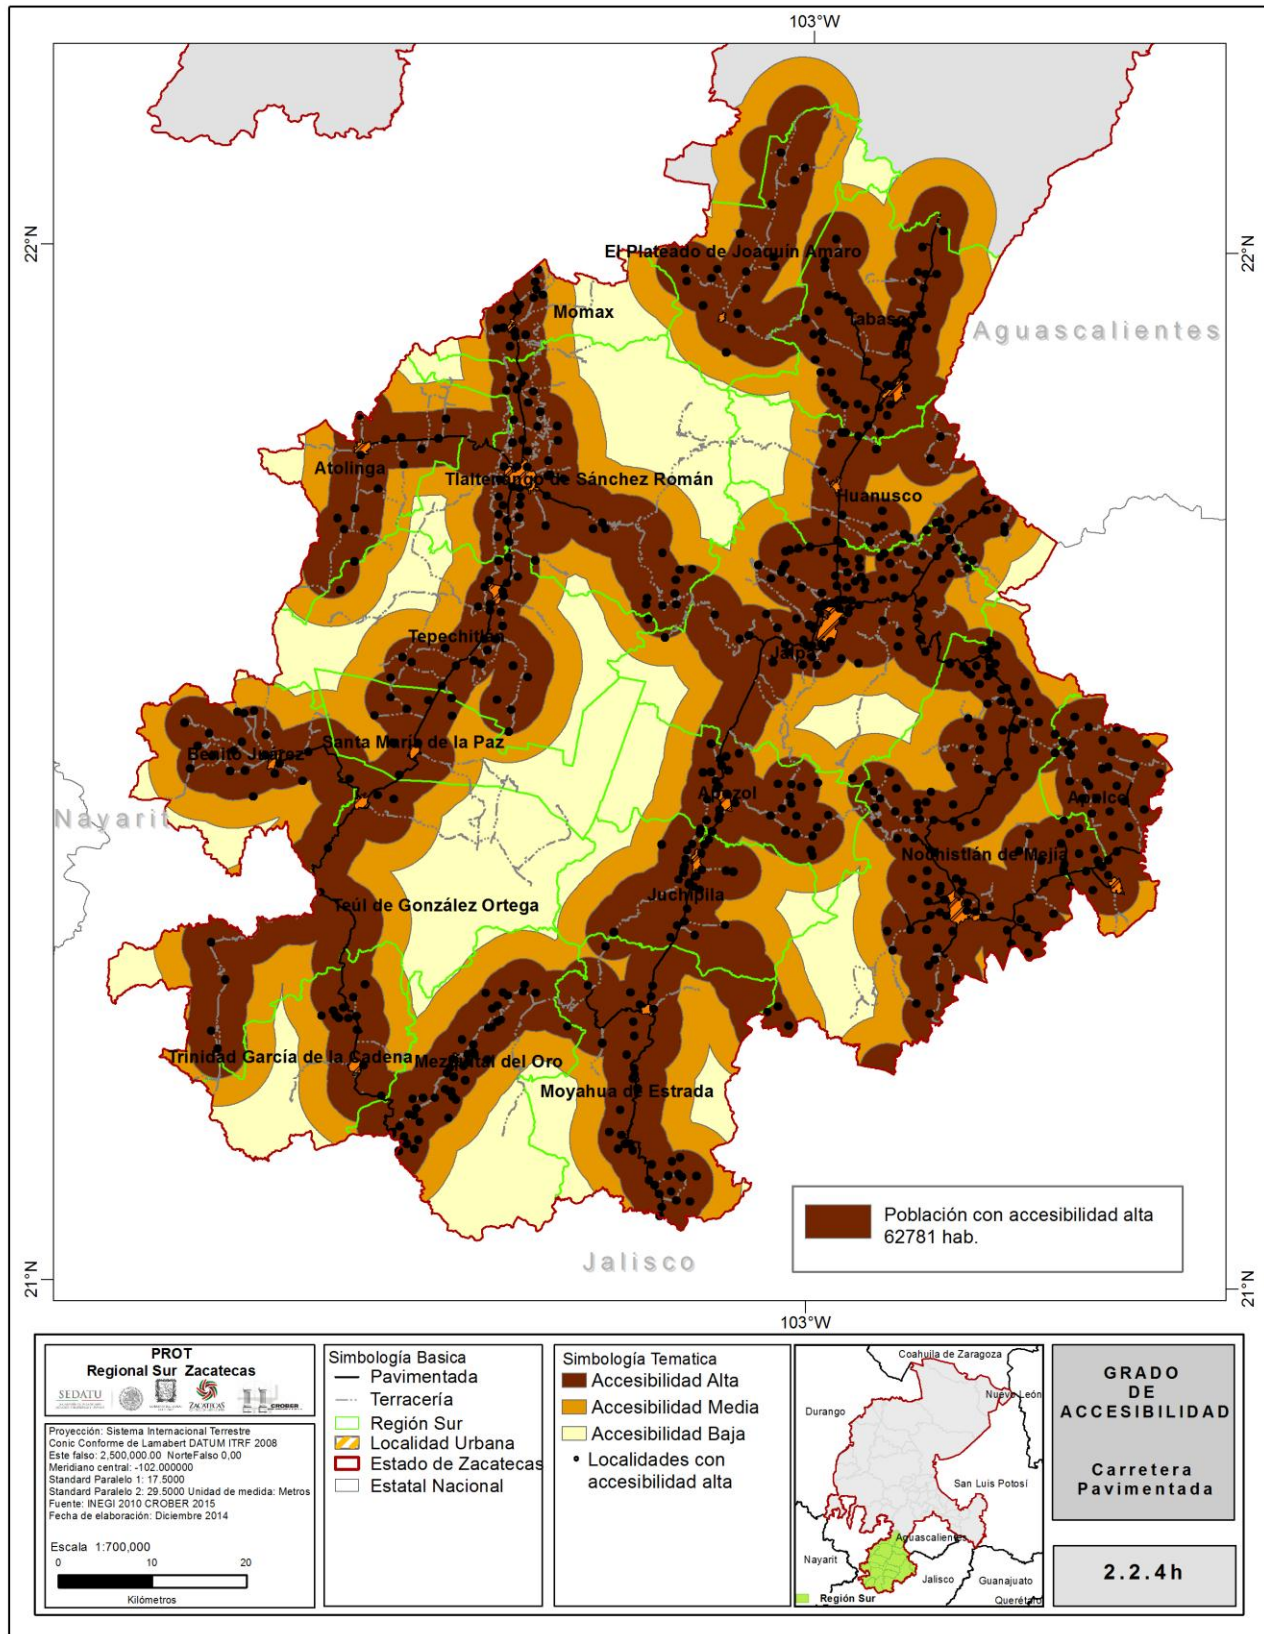 103°W
22°N
22°N
El Plateado de Joaquín Amaro
Momax
Tabasco
Aguascalientes
Atolinga
Tlaltenango de Sánchez Román
Huanusco
Tepechitlán
Jalpa
Santa María de la Paz
Benito Juárez
Apozol
Apulco
Nayarit
Nochistlán de Mejía
Juchipila
Teúl de González Ortega
Trinidad García de la Cadena
Mezquital del Oro
Moyahua de Estrada
Población con accesibilidad alta
62781 hab.
Jalisco
21°N
21°N
103°W
PROT
Regional Sur Zacatecas
SEDATU
ZACATECAS
CROBER
Proyección: Sistema Internacional Terrestre
Conic Conforme de Lamabert DATUM ITRF 2008
Este falso: 2,500,000.00 NorteFalso 0,00
Meridiano central: -102.000000
Standard Paralelo 1: 17.5000
Standard Paralelo 2: 29.5000 Unidad de medida: Metros
Fuente: INEGI 2010 CROBER 2015
Fecha de elaboración: Diciembre 2014
Escala 1:700,000
0 10 20
Kilómetros
Simbología Basica
Pavimentada
Terracería
Región Sur
Localidad Urbana
Estado de Zacatecas
Estatal Nacional
Simbología Tematica
Accesibilidad Alta
Accesibilidad Media
Accesibilidad Baja
Localidades con
accesibilidad alta
Coahuila de Zaragoza
Nuevo León
Durango
San Luis Potosí
Aguascalientes
Nayarit
Jalisco
Guanajuato
Región Sur
Querétaro
GRADO
DE
ACCESIBILIDAD
Carretera
Pavimentada
2.2.4h